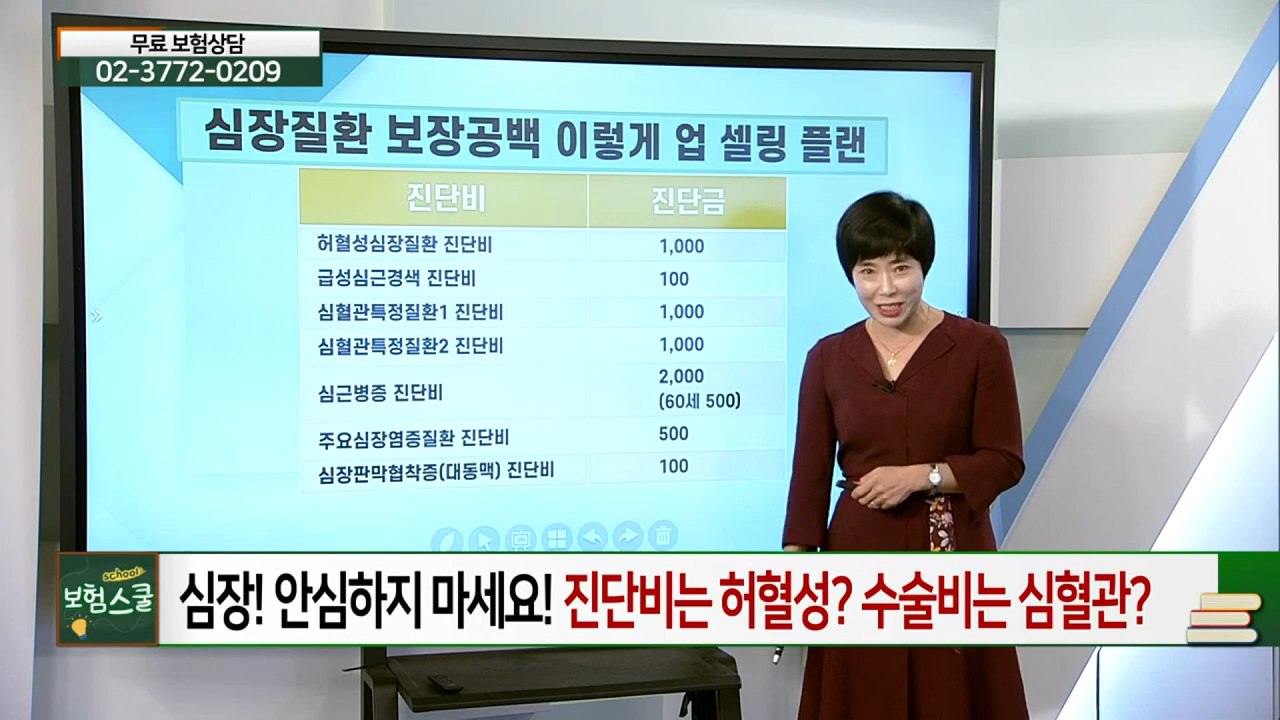 무료 보험상담
02-3772-0209
심장질환 보장공백 이렇게 업 셀링 플랜
진단비 진단금
허혈성심장질환 진단비 1,000
급성심근경색 진단비 100
심혈관특정질환1 진단비 1,000
심혈관특정질환2 진단비 1,000
심근병증 진단비 2,000
(60세 500)
주요심장염증질환 진단비 500
심장판막협착증(대동맥) 진단비 100
school
보험스쿨
심장! 안심하지 마세요! 진단비는 허혈성? 수술비는 심혈관?